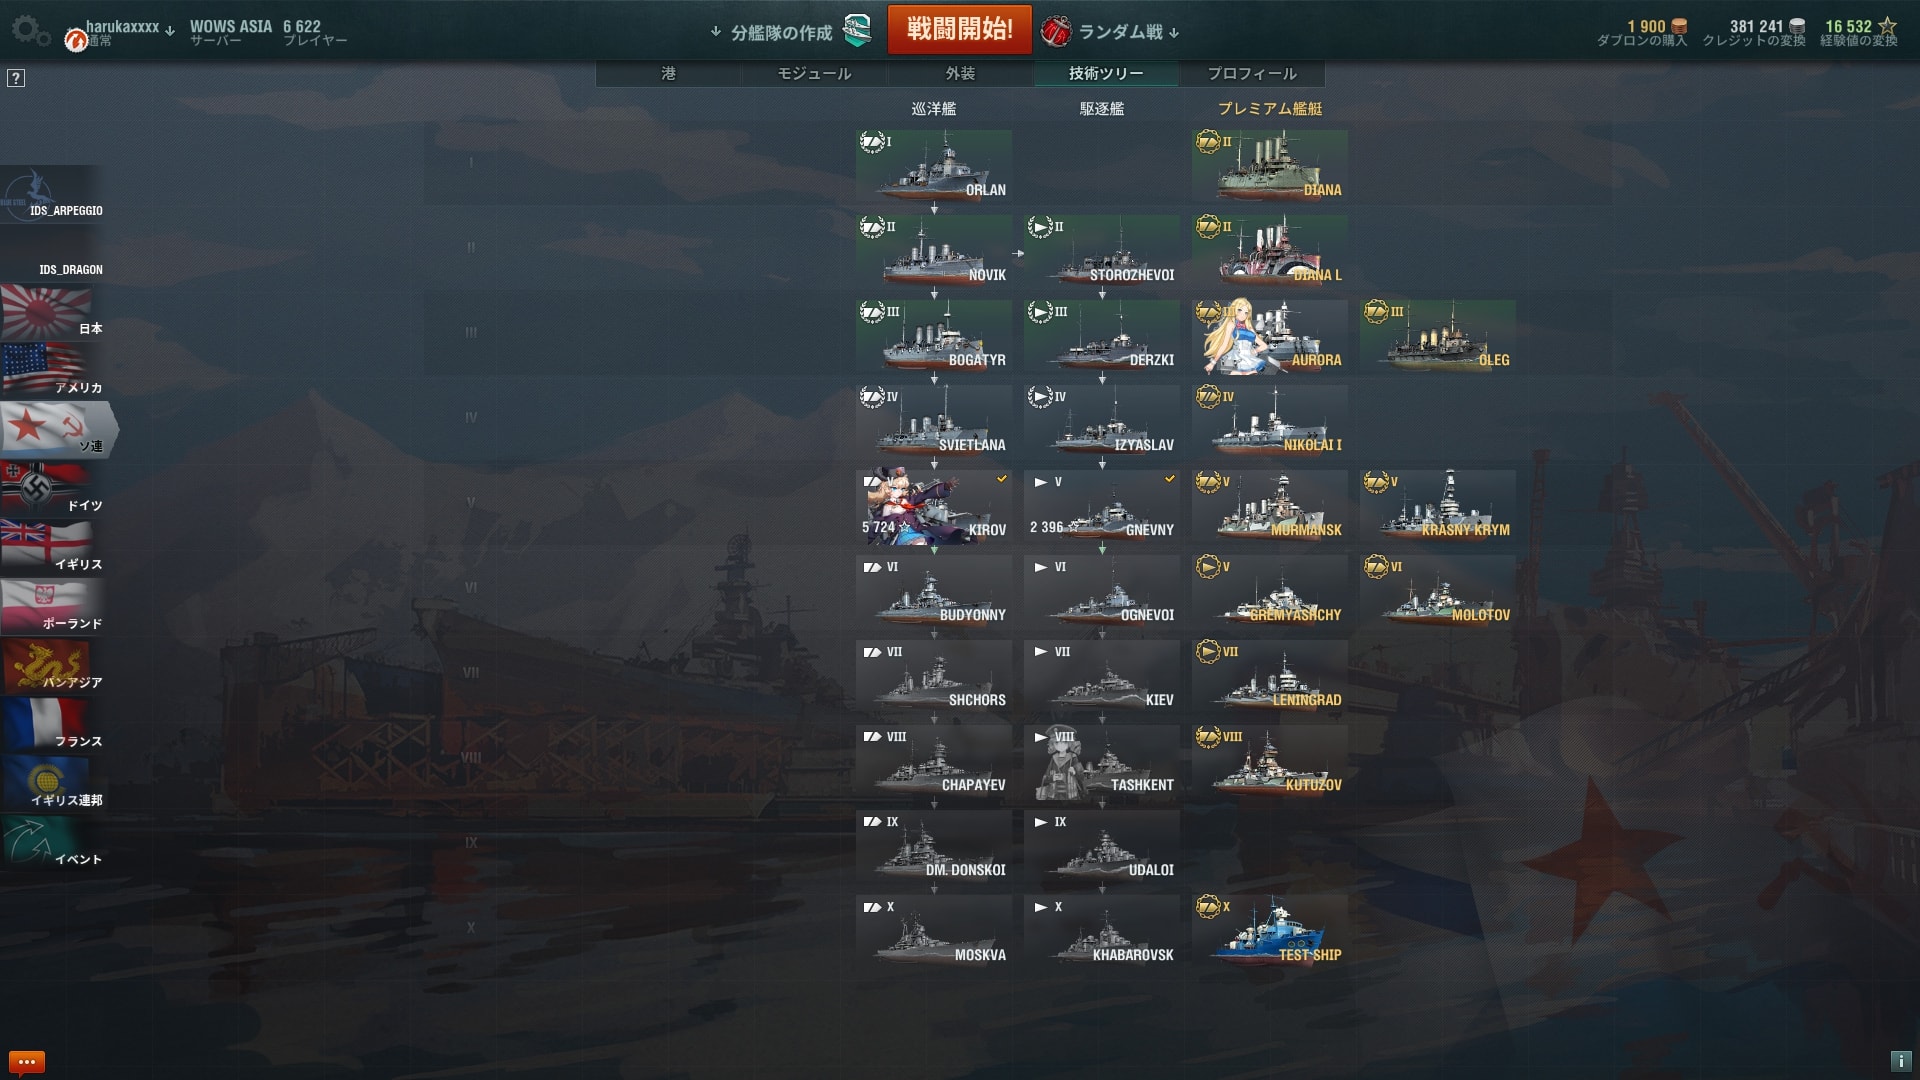 harukaxxxx
通常
WOWS ASIA
サーバー
6 622
プレイヤー
分艦隊の作成
戦闘開始!
ランダム戦
1 900
ダブロンの購入
381 241
クレジットの変換
16 532
経験値の変換
?
港
モジュール
外装
技術ツリー
プロフィール
巡洋艦
駆逐艦
プレミアム艦艇
IDS_ARPEGGIO
IDS_DRAGON
日本
アメリカ
ソ連
ドイツ
イギリス
ポーランド
パンアジア
フランス
イギリス連邦
イベント
I
I
ORLAN
II
DIANA
II
II
NOVIK
II
STOROZHEVOI
II
DIANA L
III
III
BOGATYR
III
DERZKI
III
AURORA
III
OLEG
IV
IV
SVIETLANA
IV
IZYASLAV
IV
NIKOLAI I
V
V
5 724
KIROV
V
2 396
GNEVNY
V
MURMANSK
V
KRASNY KRYM
VI
VI
BUDYONNY
VI
OGNEVOI
V
GREMYASHCHY
VI
MOLOTOV
VII
VII
SHCHORS
VII
KIEV
VII
LENINGRAD
VIII
VIII
CHAPAYEV
VIII
TASHKENT
VIII
KUTUZOV
IX
IX
DM. DONSKOI
IX
UDALOI
X
X
MOSKVA
X
KHABAROVSK
X
TEST SHIP